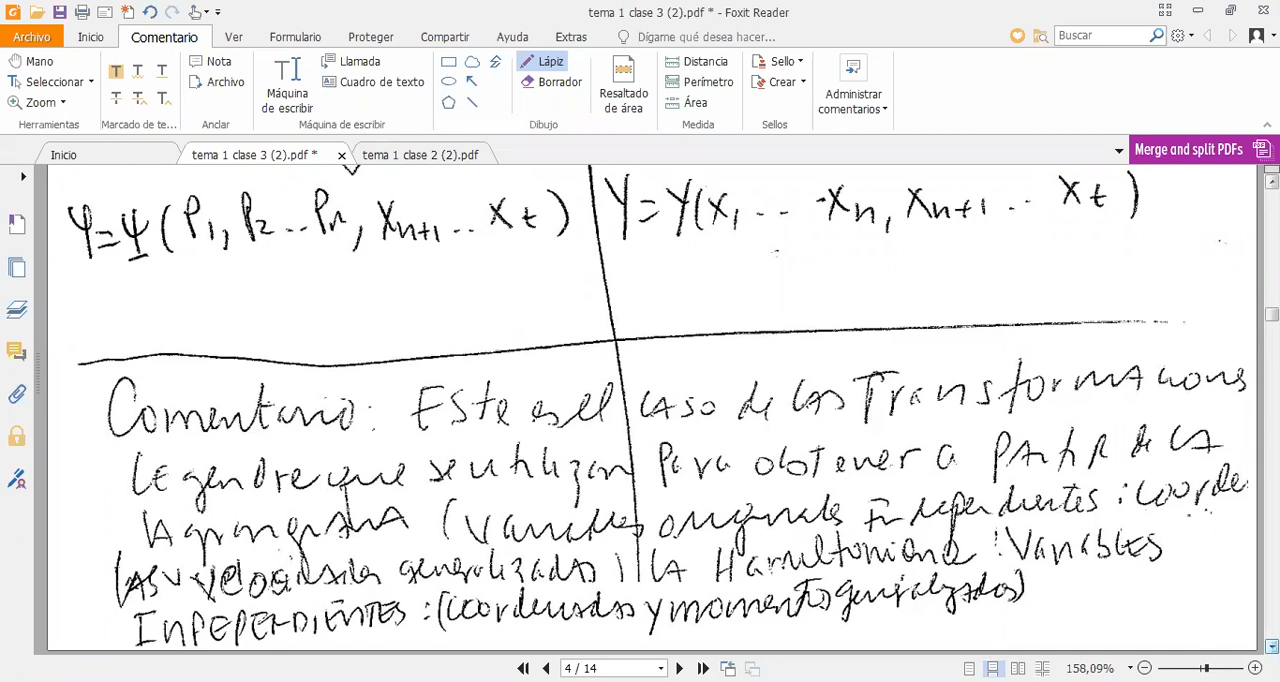 tema 1 clase 3 (2).pdf * - Foxit Reader
Archivo Inicio Comentario Ver Formulario Proteger Compartir Ayuda Extras Dígame qué desea hacer... Buscar
Mano Nota Llamada Lápiz Distancia Sello
Seleccionar Archivo Máquina de escribir Cuadro de texto Borrador Resaltado de área Perímetro Crear Administrar comentarios
Zoom Área
Herramientas Marcado de te... Anclar Máquina de escribir Dibujo Medida Sellos
Inicio tema 1 clase 3 (2).pdf * tema 1 clase 2 (2).pdf Merge and split PDFs
Ψ=Ψ(P1, P2 .. Pn, Xn+1 .. Xt)
Y=Y(X1 ... Xn, Xn+1 .. Xt)
Comentario: Este es el caso de las Transformaciones
Legendre que se utilizan para obtener a partir de la
Lagrangiana (Variables originales Independientes: coorde
las y velocidades generalizadas) la Hamiltoniana: Variables
INPEPENDIENTES: (coordenadas y momentos generalizados)
4 / 14 158,09%